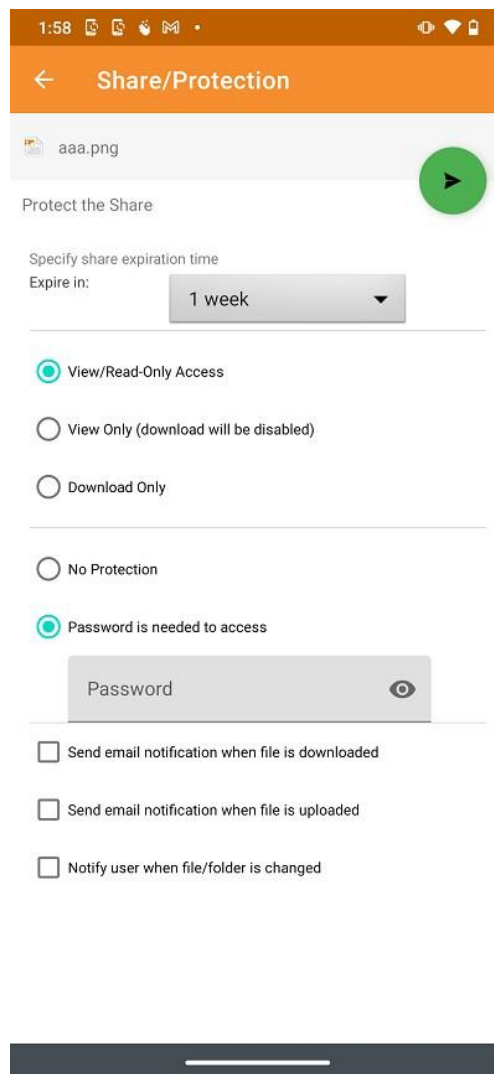 1:58
Share/Protection
aaa.png
Protect the Share
Specify share expiration time
Expire in:
1 week
View/Read-Only Access
View Only (download will be disabled)
Download Only
No Protection
Password is needed to access
Password
Send email notification when file is downloaded
Send email notification when file is uploaded
Notify user when file/folder is changed